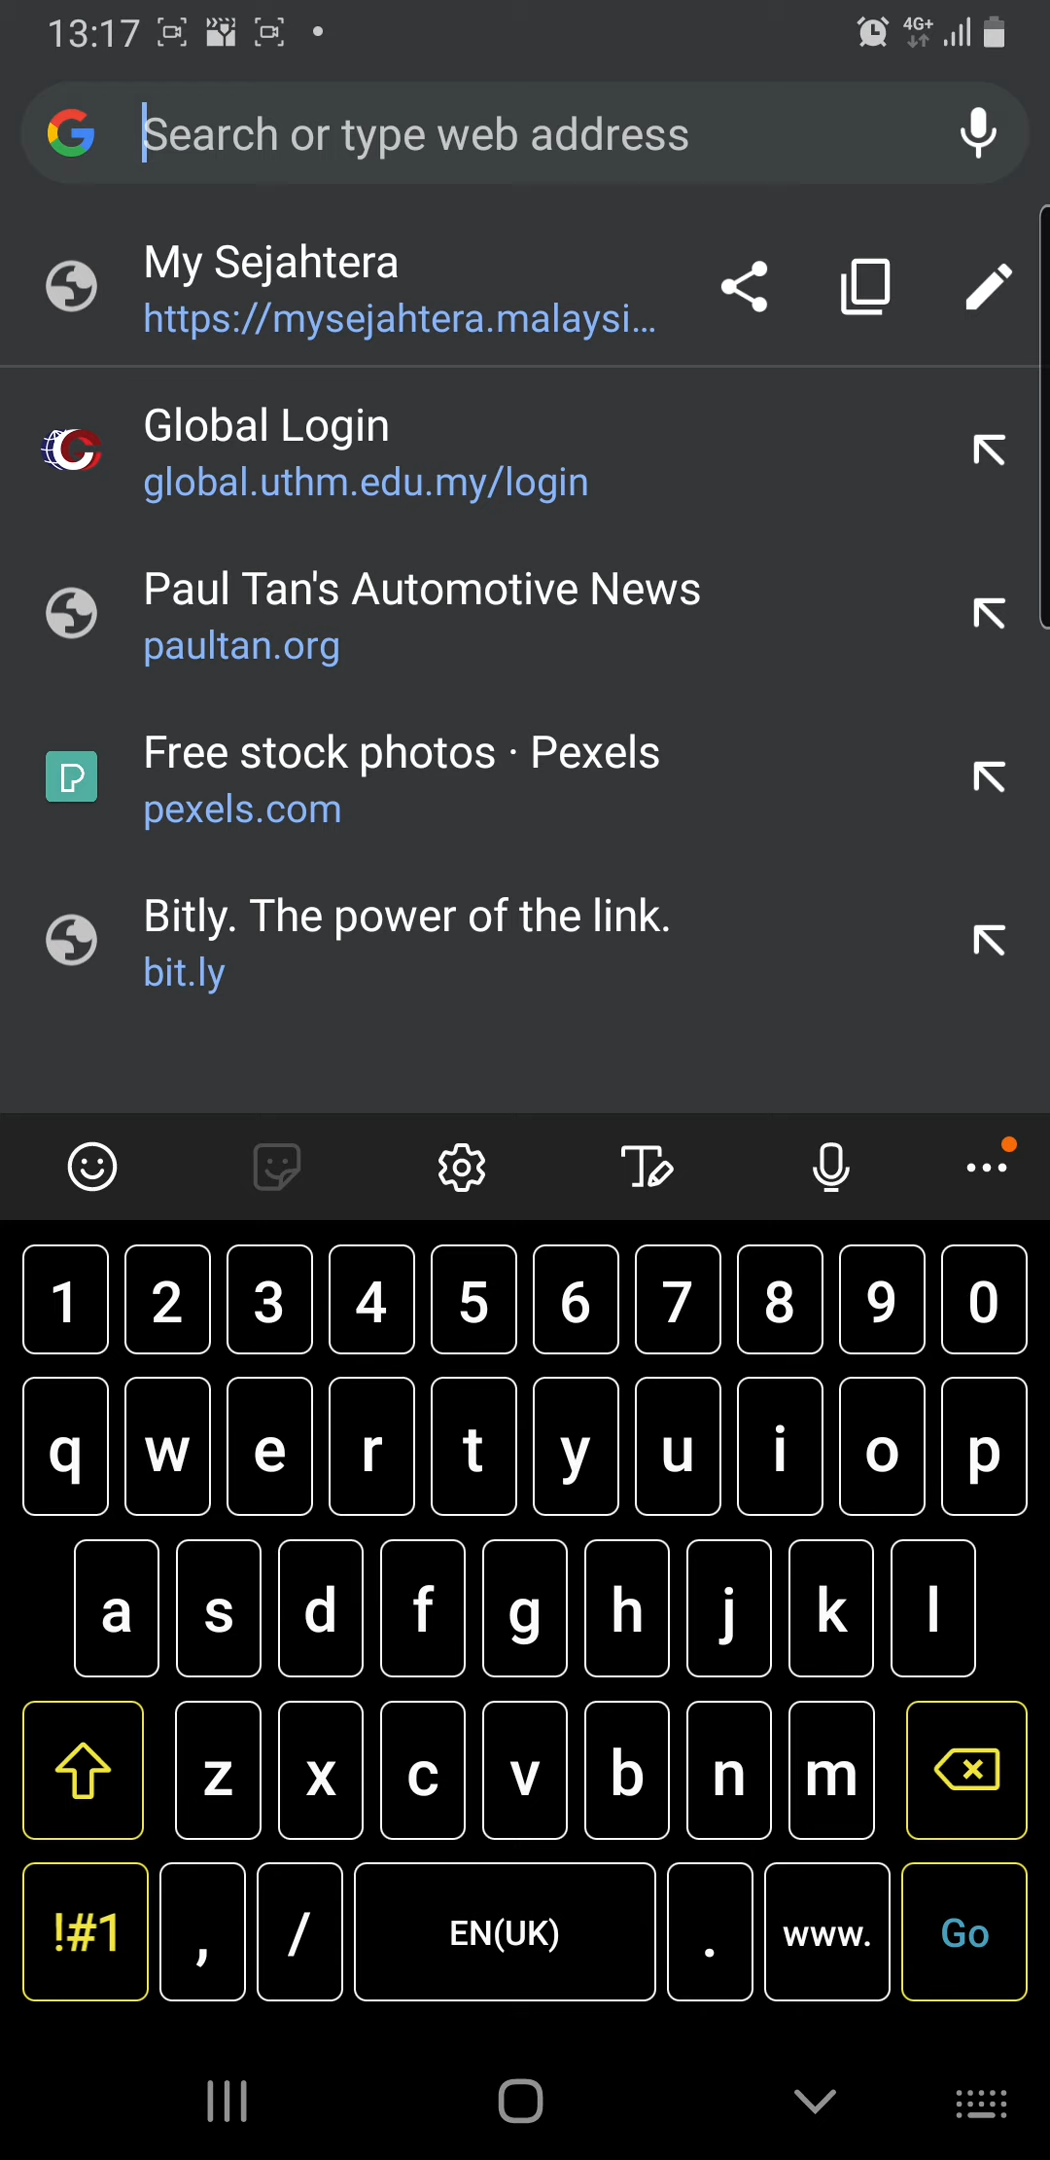 13:17 4G+
Search or type web address
My Sejahtera
https://mysejahtera.malaysi...
Global Login
global.uthm.edu.my/login
Paul Tan's Automotive News
paultan.org
Free stock photos · Pexels
pexels.com
Bitly. The power of the link.
bit.ly
1 2 3 4 5 6 7 8 9 0
q w e r t y u i o p
a s d f g h j k l
z x c v b n m
!#1 , / EN(UK) . www. Go